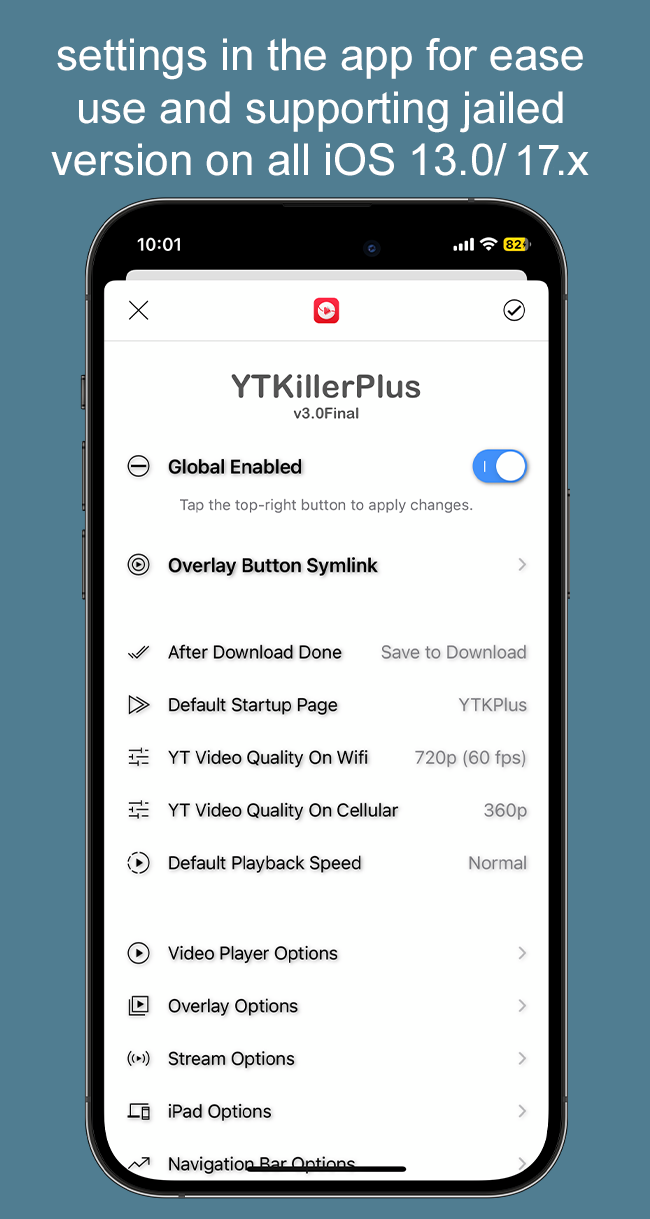 settings in the app for ease
use and supporting jailed
version on all iOS 13.0/ 17.x
10:01
82
YTKillerPlus
v3.0Final
Global Enabled
Tap the top-right button to apply changes.
Overlay Button Symlink
After Download Done Save to Download
Default Startup Page YTKPlus
YT Video Quality On Wifi 720p (60 fps)
YT Video Quality On Cellular 360p
Default Playback Speed Normal
Video Player Options
Overlay Options
Stream Options
iPad Options
Navigation Bar Options